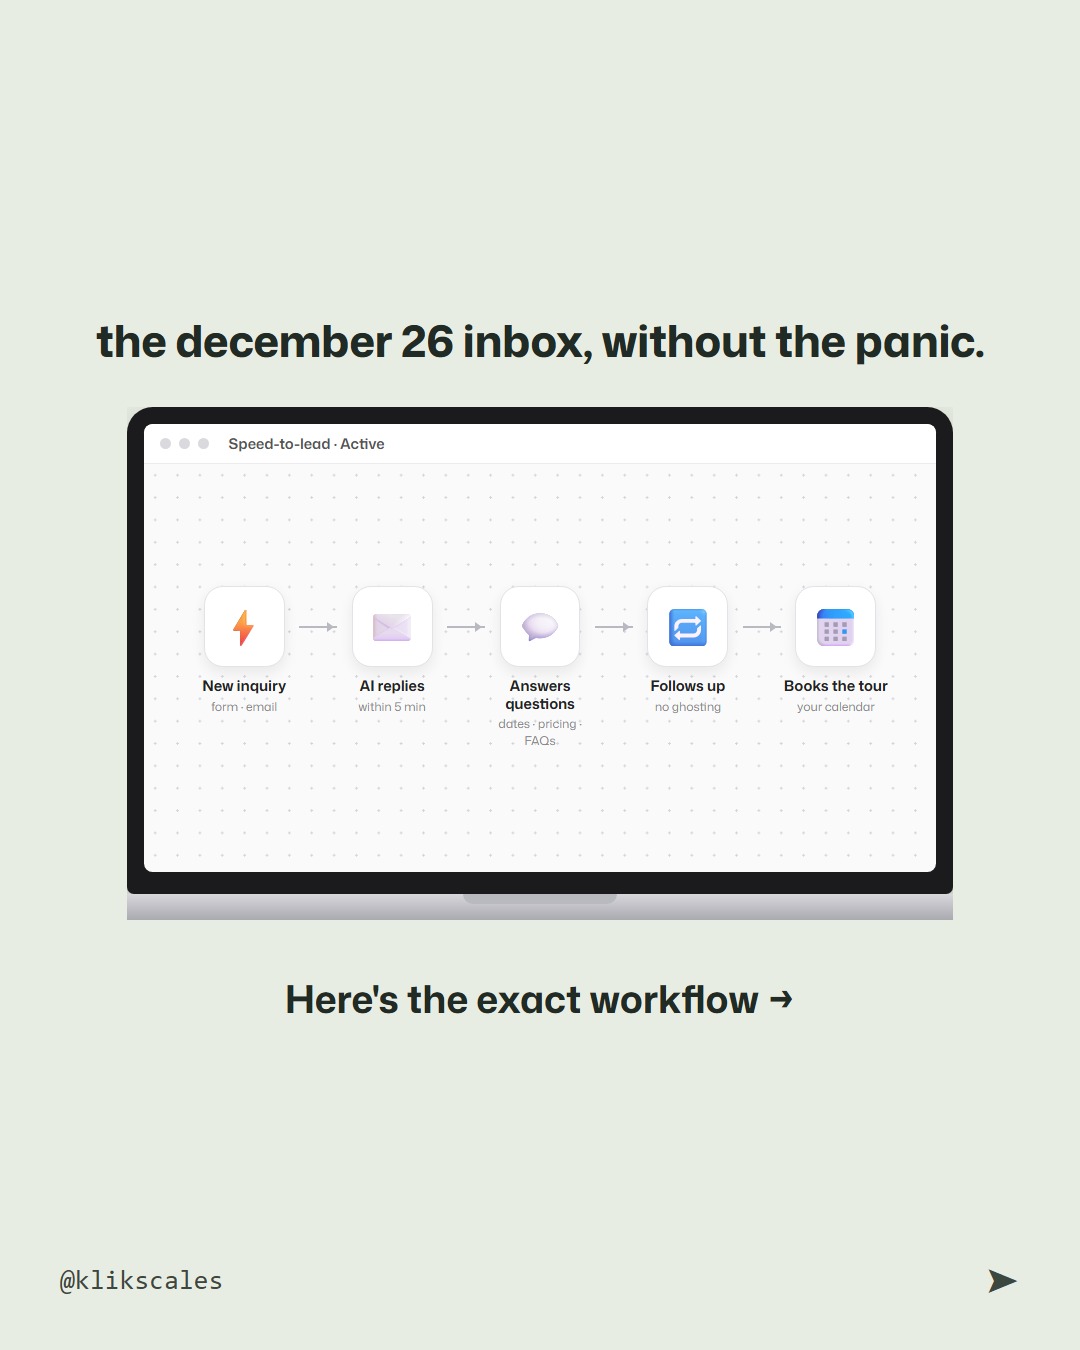 the december 26 inbox, without the panic.
Speed-to-lead · Active
New inquiry
form · email
AI replies
within 5 min
Answers
questions
dates · pricing ·
FAQs
Follows up
no ghosting
Books the tour
your calendar
Here's the exact workflow →
@klikscales